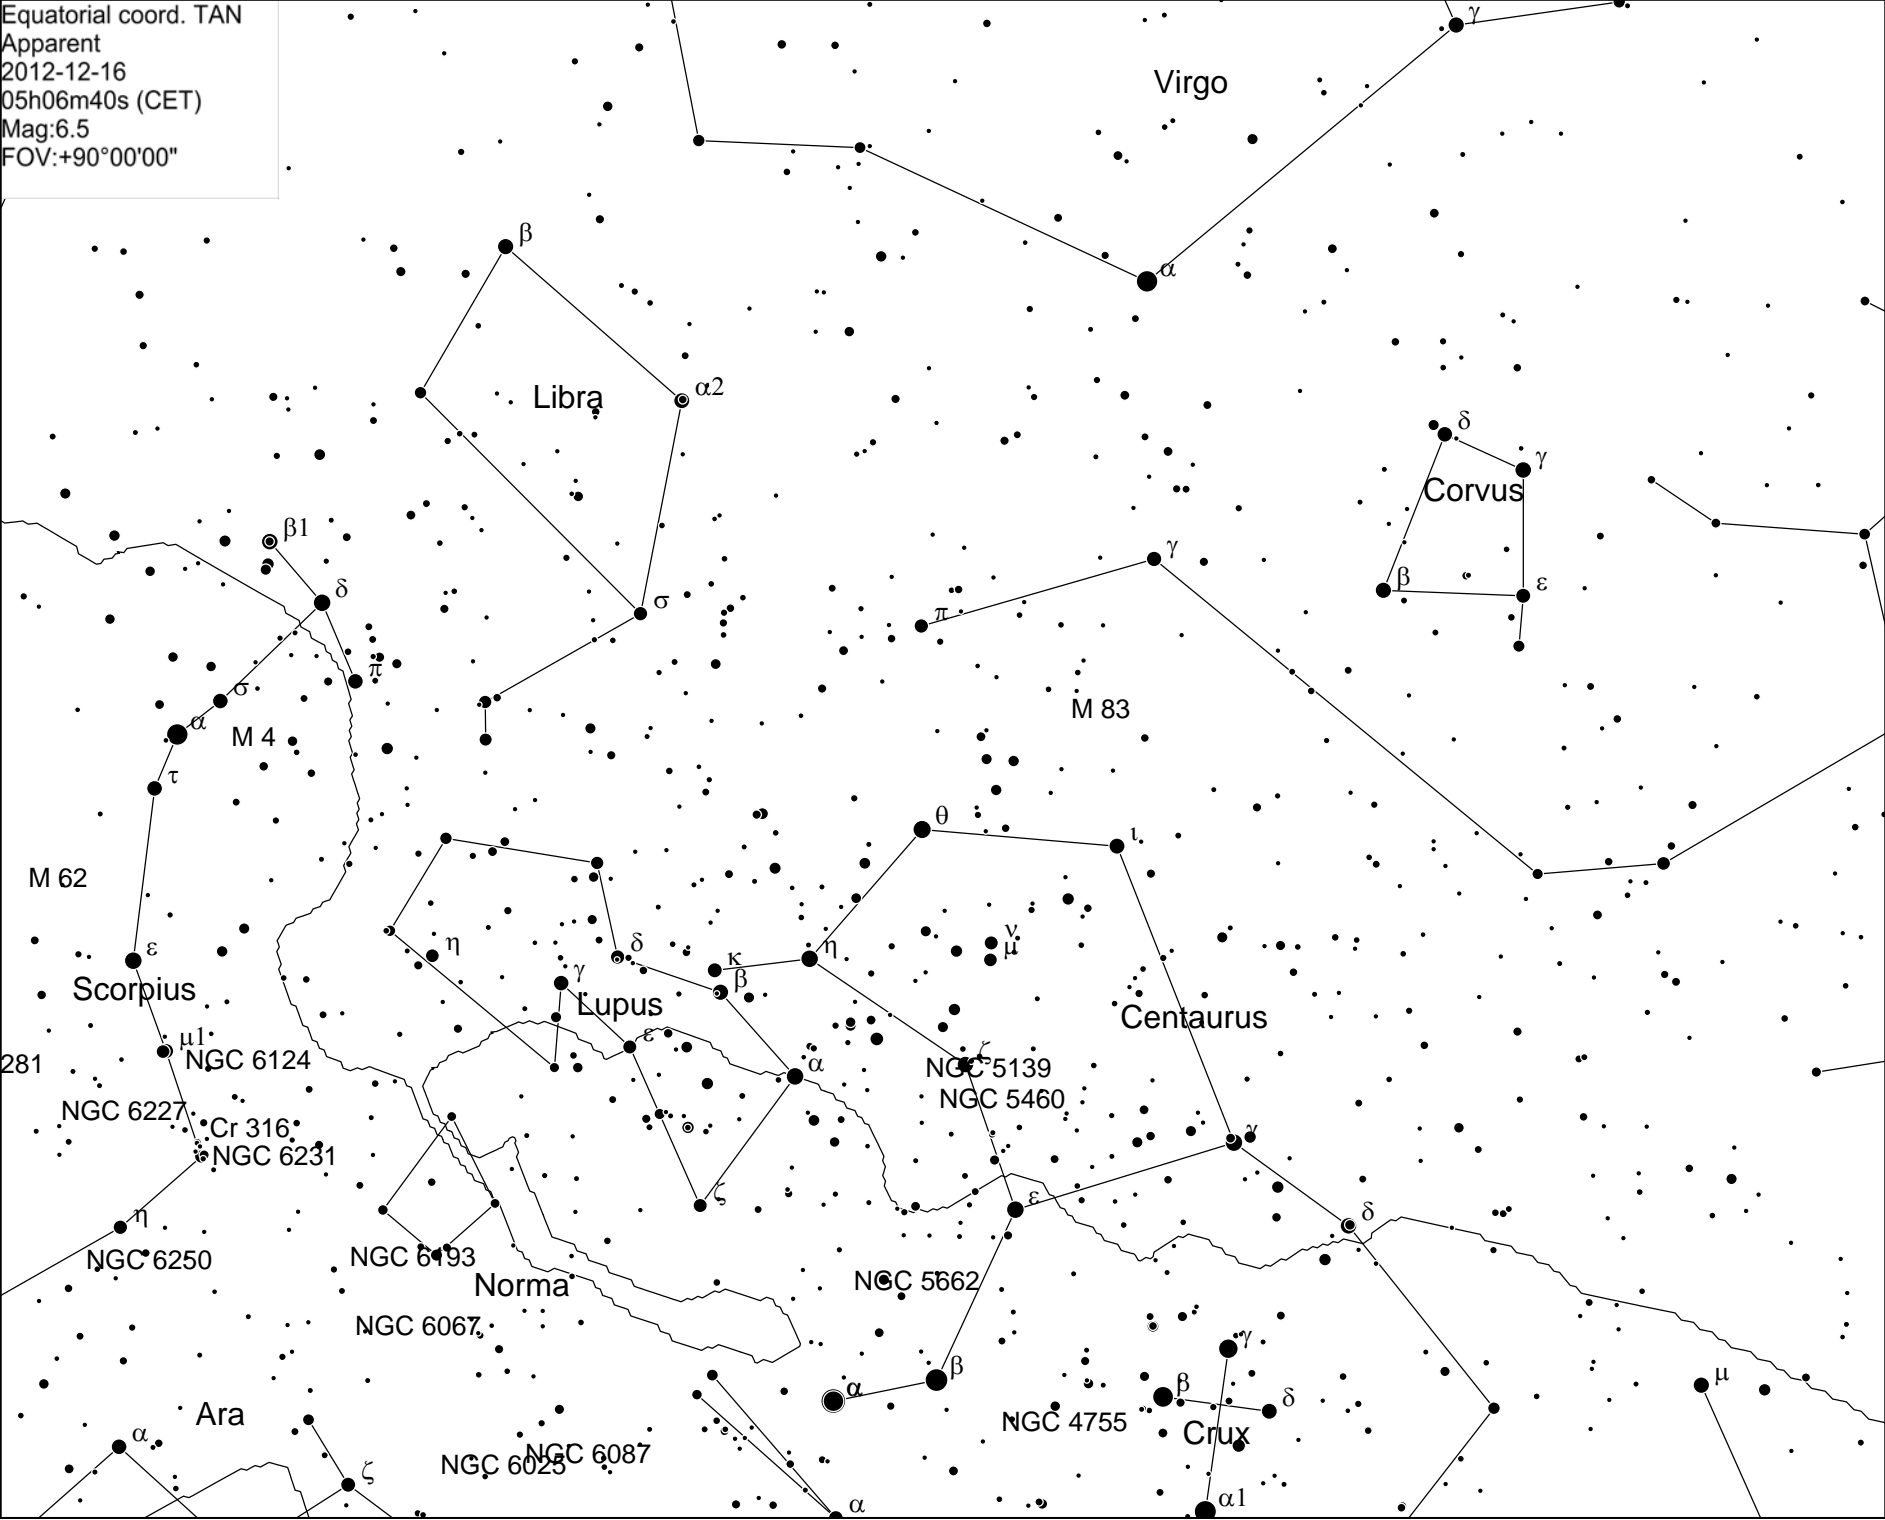 Equatorial coord. TAN
Apparent
2012-12-16
05h06m40s (CET)
Mag:6.5
FOV:+90°00'00"
γ
Virgo
β
α
α2
Libra
δ
γ
Corvus
β1
γ
β
ε
δ
σ
π
π
σ
α
M 4
M 83
τ
θ
ι
M 62
ν
η
δ
η
μ
ε
κ
γ
β
Scorpius
Lupus
Centaurus
ε
μ1
NGC 6124
ζ
281
α
NGC 5139
NGC 5460
NGC 6227
Cr 316
γ
NGC 6231
ζ
ε
η
δ
NGC 6250
NGC 6193
Norma
NGC 5662
NGC 6067
γ
β
μ
α
β
δ
Ara
NGC 4755
Crux
α
NGC 6087
NGC 6025
ζ
α
α1